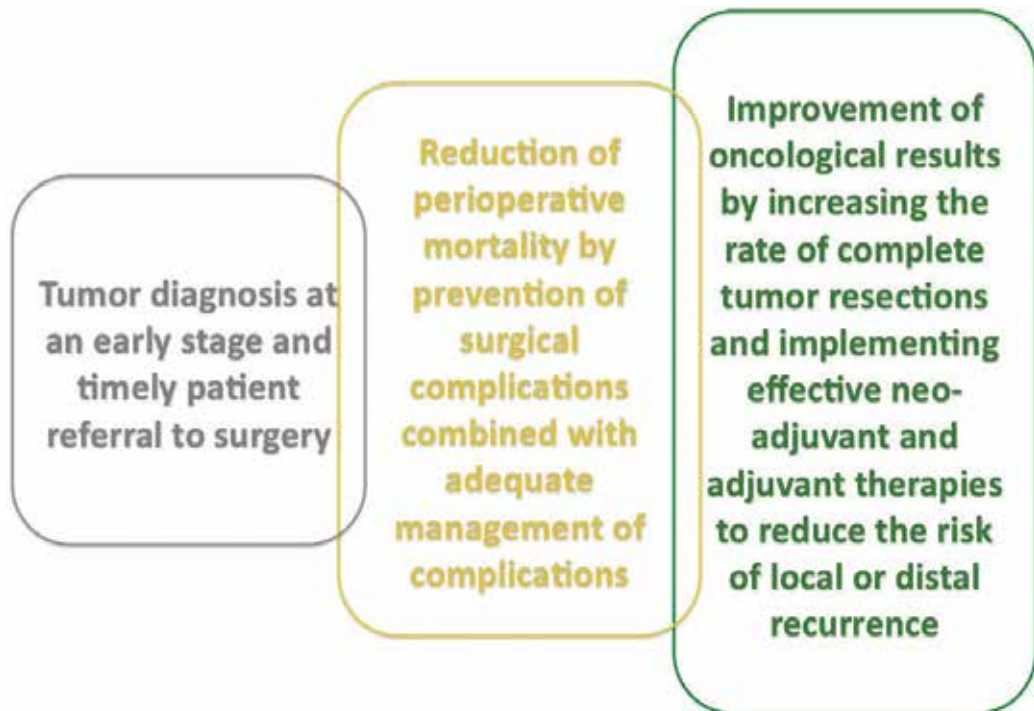 Tumor diagnosis at
an early stage and
timely patient
referral to surgery
Reduction of
perioperative
mortality by
prevention of
surgical
complications
combined with
adequate
management of
complications
Improvement of
oncological results
by increasing the
rate of complete
tumor resections
and implementing
effective neo-
adjuvant and
adjuvant therapies
to reduce the risk
of local or distal
recurrence